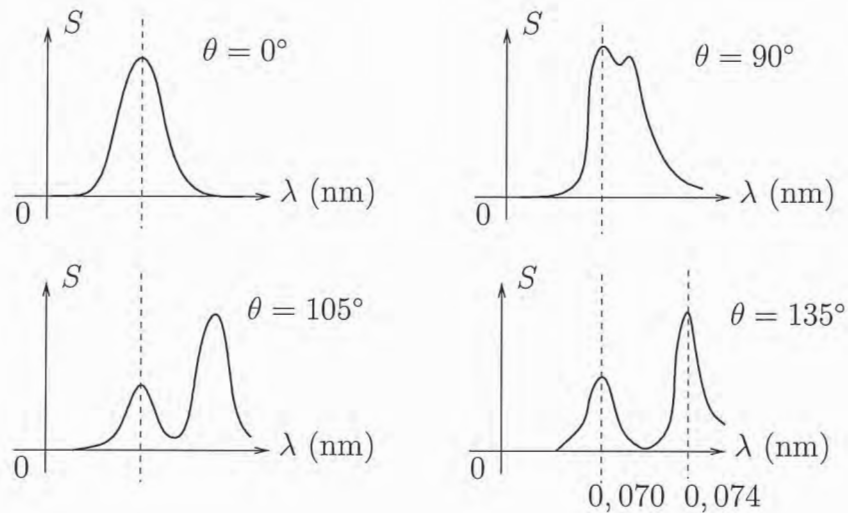 S
θ = 0°
λ (nm)
0
S
θ = 90°
λ (nm)
0
S
θ = 105°
λ (nm)
0
S
θ = 135°
λ (nm)
0
0,070 0,074